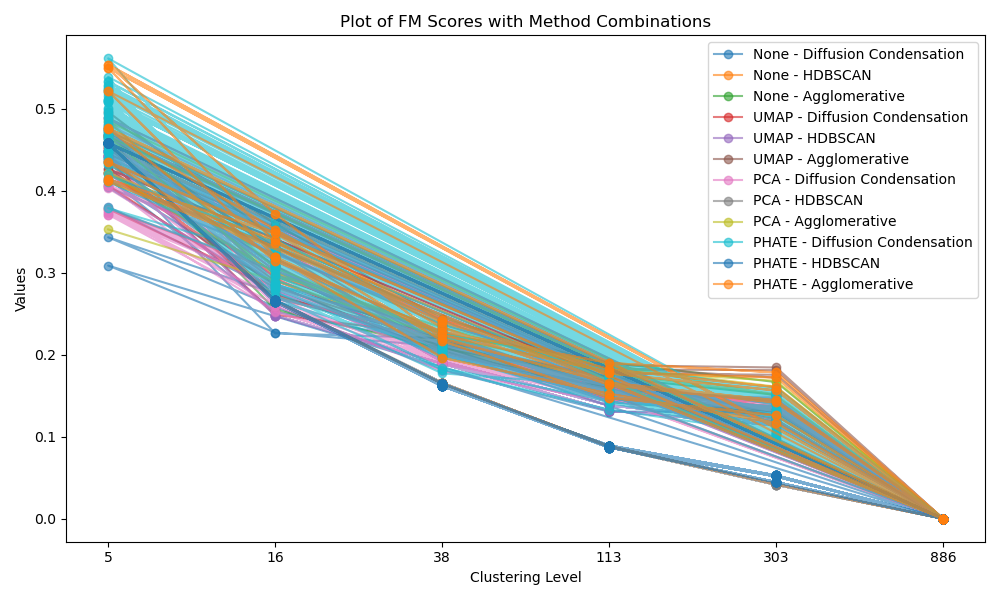 Plot of FM Scores with Method Combinations
None - Diffusion Condensation
None - HDBSCAN
None - Agglomerative
UMAP - Diffusion Condensation
UMAP - HDBSCAN
UMAP - Agglomerative
PCA - Diffusion Condensation
PCA - HDBSCAN
PCA - Agglomerative
PHATE - Diffusion Condensation
PHATE - HDBSCAN
PHATE - Agglomerative
Values
0.5
0.4
0.3
0.2
0.1
0.0
5 16 38 113 303 886
Clustering Level